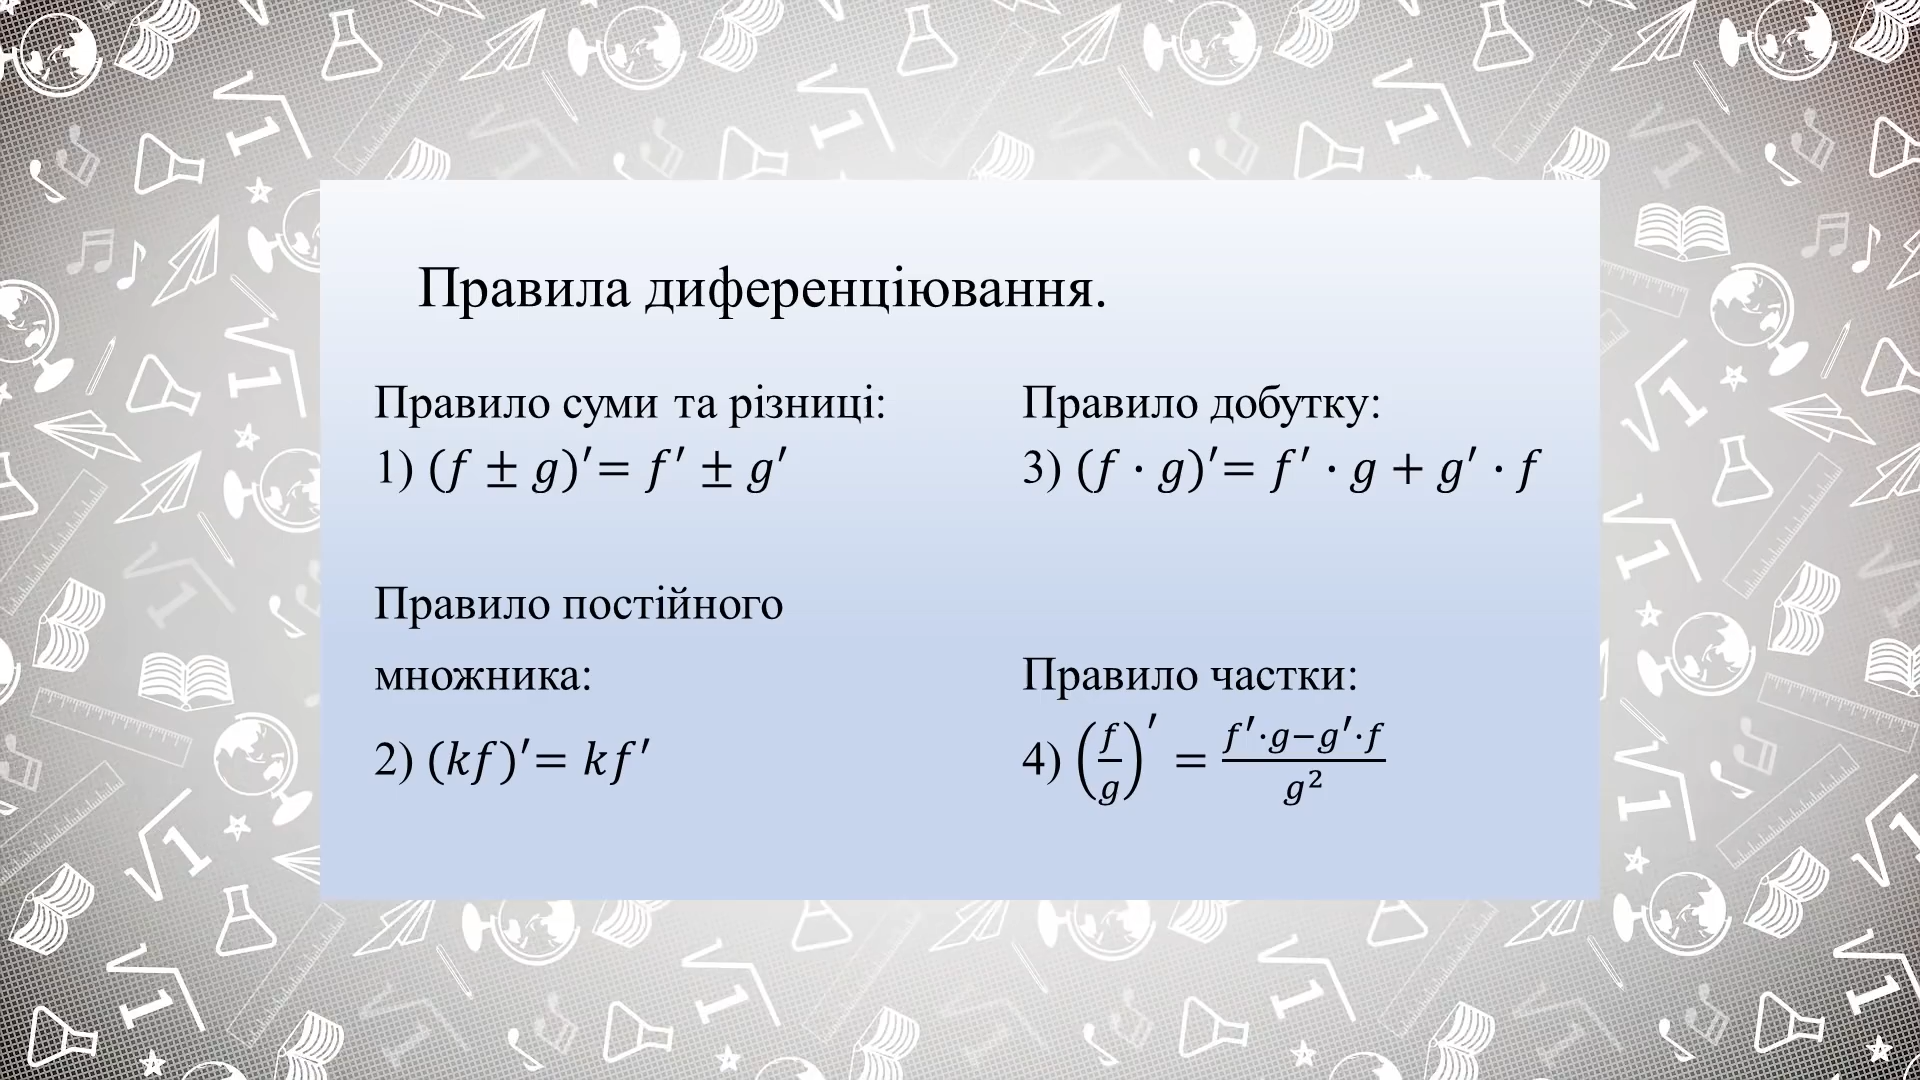 Правила диференціювання.
Правило суми та різниці:
1) (f ± g)′= f′ ± g′
Правило постійного
множника:
2) (kf)′= kf′
Правило добутку:
3) (f · g)′= f′ · g + g′ · f
Правило частки:
4) (f/g)′ = (f′·g−g′·f)/g²